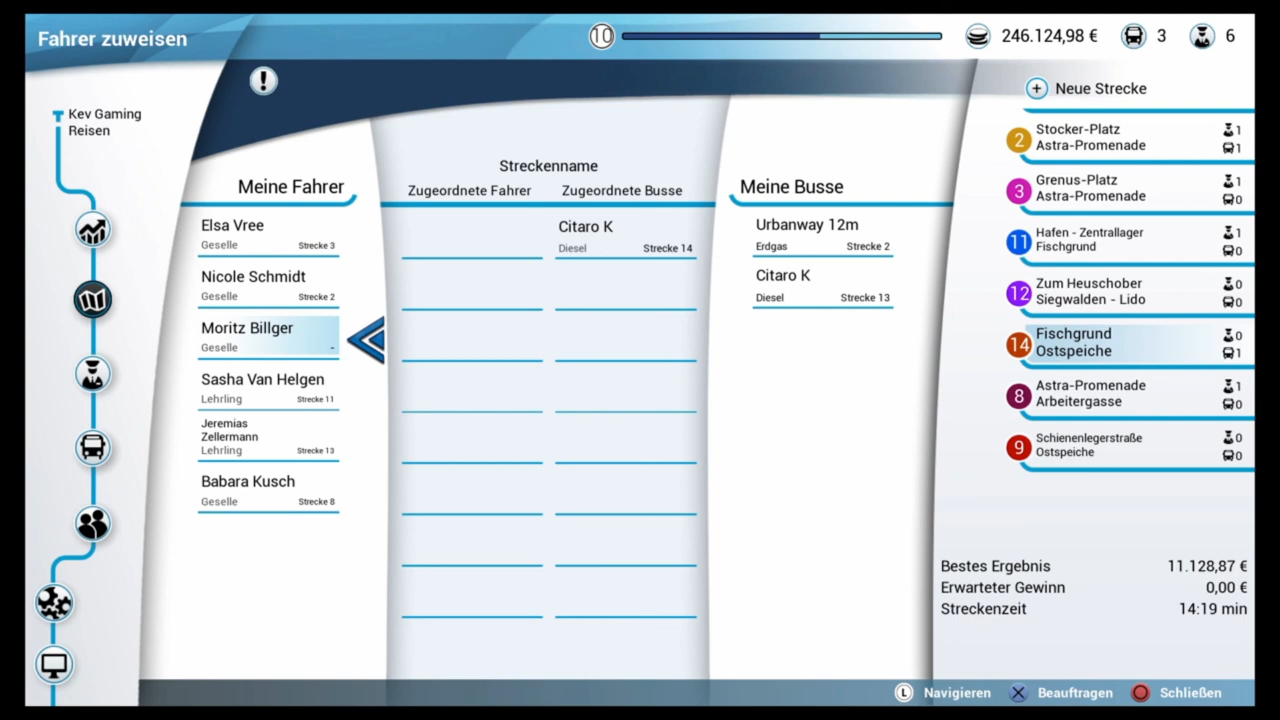 Fahrer zuweisen
10
246.124,98 €
3
6
!
Kev Gaming
Reisen
Meine Fahrer
Elsa Vree
Geselle Strecke 3
Nicole Schmidt
Geselle Strecke 2
Moritz Billger
Geselle -
Sasha Van Helgen
Lehrling Strecke 11
Jeremias
Zellermann
Lehrling Strecke 13
Babara Kusch
Geselle Strecke 8
Streckenname
Zugeordnete Fahrer Zugeordnete Busse
Citaro K
Diesel Strecke 14
Meine Busse
Urbanway 12m
Erdgas Strecke 2
Citaro K
Diesel Strecke 13
+ Neue Strecke
2 Stocker-Platz 1
Astra-Promenade 1
3 Grenus-Platz 1
Astra-Promenade 0
11 Hafen - Zentrallager 1
Fischgrund 0
12 Zum Heuschober 0
Siegwalden - Lido 0
14 Fischgrund 0
Ostspeiche 1
8 Astra-Promenade 1
Arbeitergasse 0
9 Schienenlegerstraße 0
Ostspeiche 0
Bestes Ergebnis 11.128,87 €
Erwarteter Gewinn 0,00 €
Streckenzeit 14:19 min
L Navigieren Beauftragen Schließen